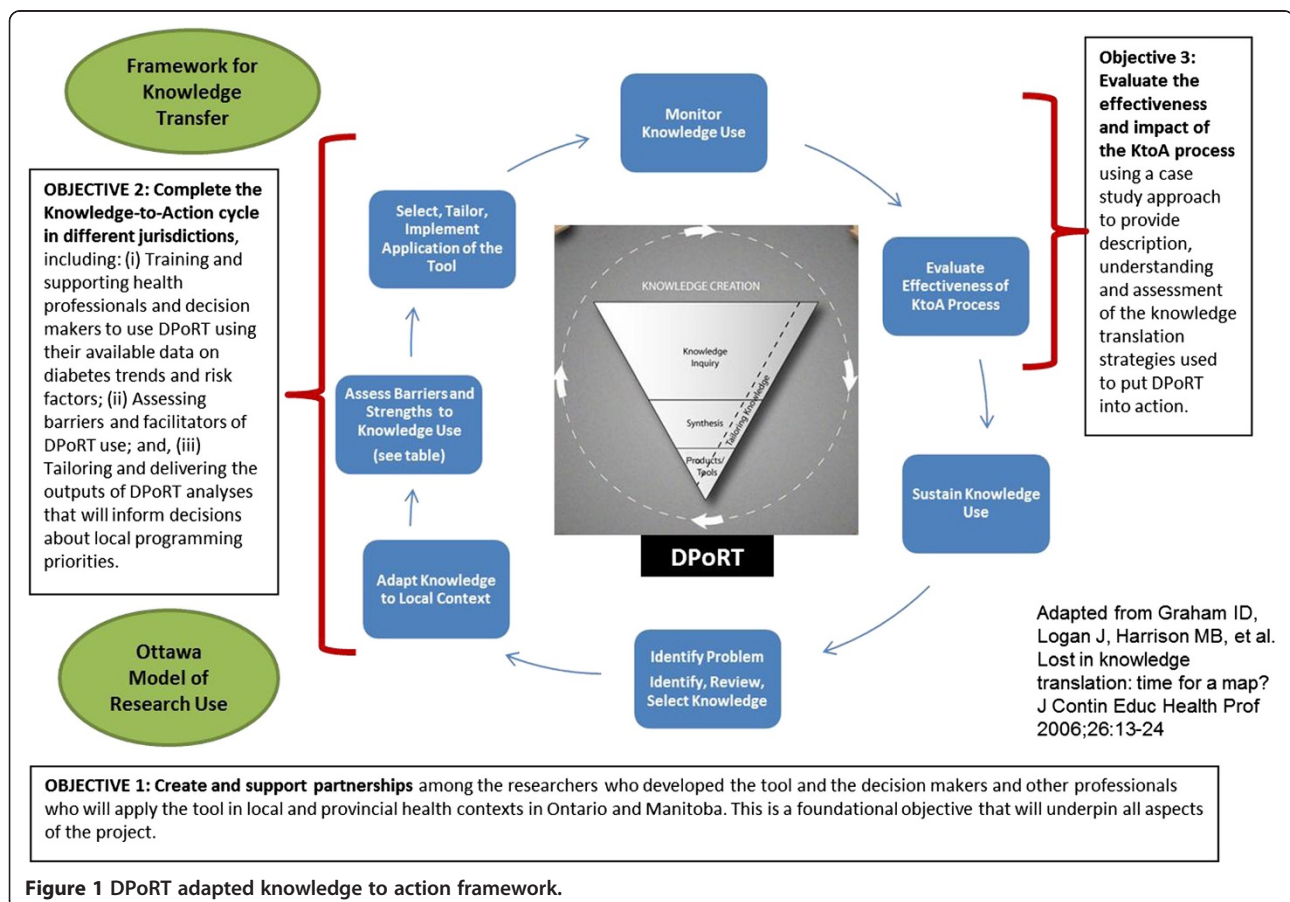 Framework for
Knowledge
Transfer
OBJECTIVE 2: Complete the
Knowledge-to-Action cycle
in different jurisdictions,
including: (i) Training and
supporting health
professionals and decision
makers to use DPoRT using
their available data on
diabetes trends and risk
factors; (ii) Assessing
barriers and facilitators of
DPoRT use; and, (iii)
Tailoring and delivering the
outputs of DPoRT analyses
that will inform decisions
about local programming
priorities.
Ottawa
Model of
Research Use
Monitor
Knowledge Use
Select, Tailor,
Implement
Application of the
Tool
Assess Barriers and
Strengths to
Knowledge Use
(see table)
Adapt Knowledge
to Local Context
KNOWLEDGE CREATION
Knowledge
Inquiry
Synthesis
Products/
Tools
Tailoring Knowledge
DPoRT
Evaluate
Effectiveness of
KtoA Process
Sustain Knowledge
Use
Identify Problem
Identify, Review,
Select Knowledge
Objective 3:
Evaluate the
effectiveness
and impact of
the KtoA process
using a case
study approach
to provide
description,
understanding
and assessment
of the knowledge
translation
strategies used
to put DPoRT
into action.
Adapted from Graham ID,
Logan J, Harrison MB, et al.
Lost in knowledge
translation: time for a map?
J Contin Educ Health Prof
2006;26:13-24
OBJECTIVE 1: Create and support partnerships among the researchers who developed the tool and the decision makers and other professionals
who will apply the tool in local and provincial health contexts in Ontario and Manitoba. This is a foundational objective that will underpin all aspects
of the project.
Figure 1 DPoRT adapted knowledge to action framework.